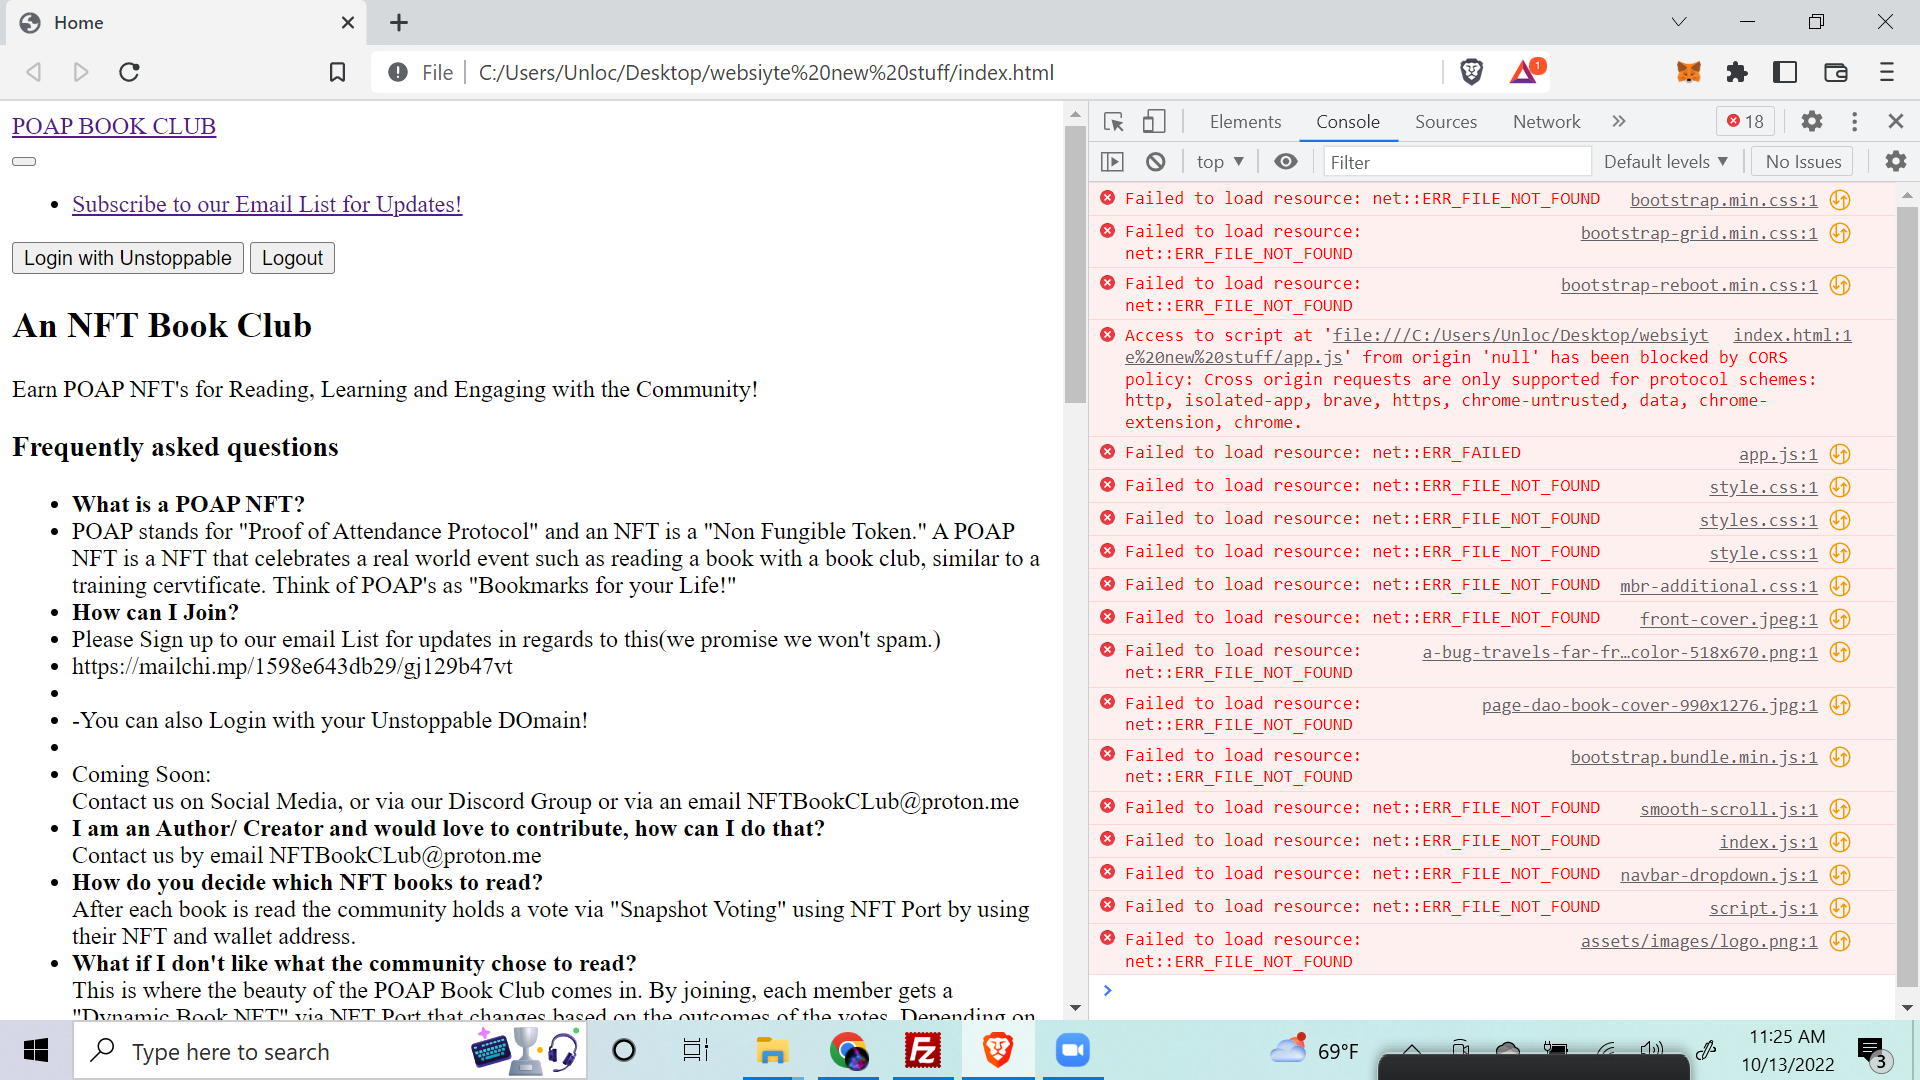 Home
File
C:/Users/Unloc/Desktop/websiyte%20new%20stuff/index.html
1
POAP BOOK CLUB
Subscribe to our Email List for Updates!
Login with Unstoppable
Logout
An NFT Book Club
Earn POAP NFT's for Reading, Learning and Engaging with the Community!
Frequently asked questions
What is a POAP NFT?
POAP stands for "Proof of Attendance Protocol" and an NFT is a "Non Fungible Token." A POAP
NFT is a NFT that celebrates a real world event such as reading a book with a book club, similar to a
training cervtificate. Think of POAP's as "Bookmarks for your Life!"
How can I Join?
Please Sign up to our email List for updates in regards to this(we promise we won't spam.)
https://mailchi.mp/1598e643db29/gj129b47vt
-You can also Login with your Unstoppable DOmain!
Coming Soon:
Contact us on Social Media, or via our Discord Group or via an email NFTBookCLub@proton.me
I am an Author/ Creator and would love to contribute, how can I do that?
Contact us by email NFTBookCLub@proton.me
How do you decide which NFT books to read?
After each book is read the community holds a vote via "Snapshot Voting" using NFT Port by using
their NFT and wallet address.
What if I don't like what the community chose to read?
This is where the beauty of the POAP Book Club comes in. By joining, each member gets a
"Dynamic Book NFT" via NFT Port that changes based on the outcomes of the votes. Depending on
Elements
Console
Sources
Network
18
top
Filter
Default levels
No Issues
Failed to load resource: net::ERR_FILE_NOT_FOUND bootstrap.min.css:1
Failed to load resource: bootstrap-grid.min.css:1
net::ERR_FILE_NOT_FOUND
Failed to load resource: bootstrap-reboot.min.css:1
net::ERR_FILE_NOT_FOUND
Access to script at 'file:///C:/Users/Unloc/Desktop/websiyt index.html:1
e%20new%20stuff/app.js' from origin 'null' has been blocked by CORS
policy: Cross origin requests are only supported for protocol schemes:
http, isolated-app, brave, https, chrome-untrusted, data, chrome-
extension, chrome.
Failed to load resource: net::ERR_FAILED app.js:1
Failed to load resource: net::ERR_FILE_NOT_FOUND style.css:1
Failed to load resource: net::ERR_FILE_NOT_FOUND styles.css:1
Failed to load resource: net::ERR_FILE_NOT_FOUND style.css:1
Failed to load resource: net::ERR_FILE_NOT_FOUND mbr-additional.css:1
Failed to load resource: net::ERR_FILE_NOT_FOUND front-cover.jpeg:1
Failed to load resource: a-bug-travels-far-fr…color-518x670.png:1
net::ERR_FILE_NOT_FOUND
Failed to load resource: page-dao-book-cover-990x1276.jpg:1
net::ERR_FILE_NOT_FOUND
Failed to load resource: bootstrap.bundle.min.js:1
net::ERR_FILE_NOT_FOUND
Failed to load resource: net::ERR_FILE_NOT_FOUND smooth-scroll.js:1
Failed to load resource: net::ERR_FILE_NOT_FOUND index.js:1
Failed to load resource: net::ERR_FILE_NOT_FOUND navbar-dropdown.js:1
Failed to load resource: net::ERR_FILE_NOT_FOUND script.js:1
Failed to load resource: assets/images/logo.png:1
net::ERR_FILE_NOT_FOUND
Type here to search
69°F
11:25 AM
10/13/2022
3